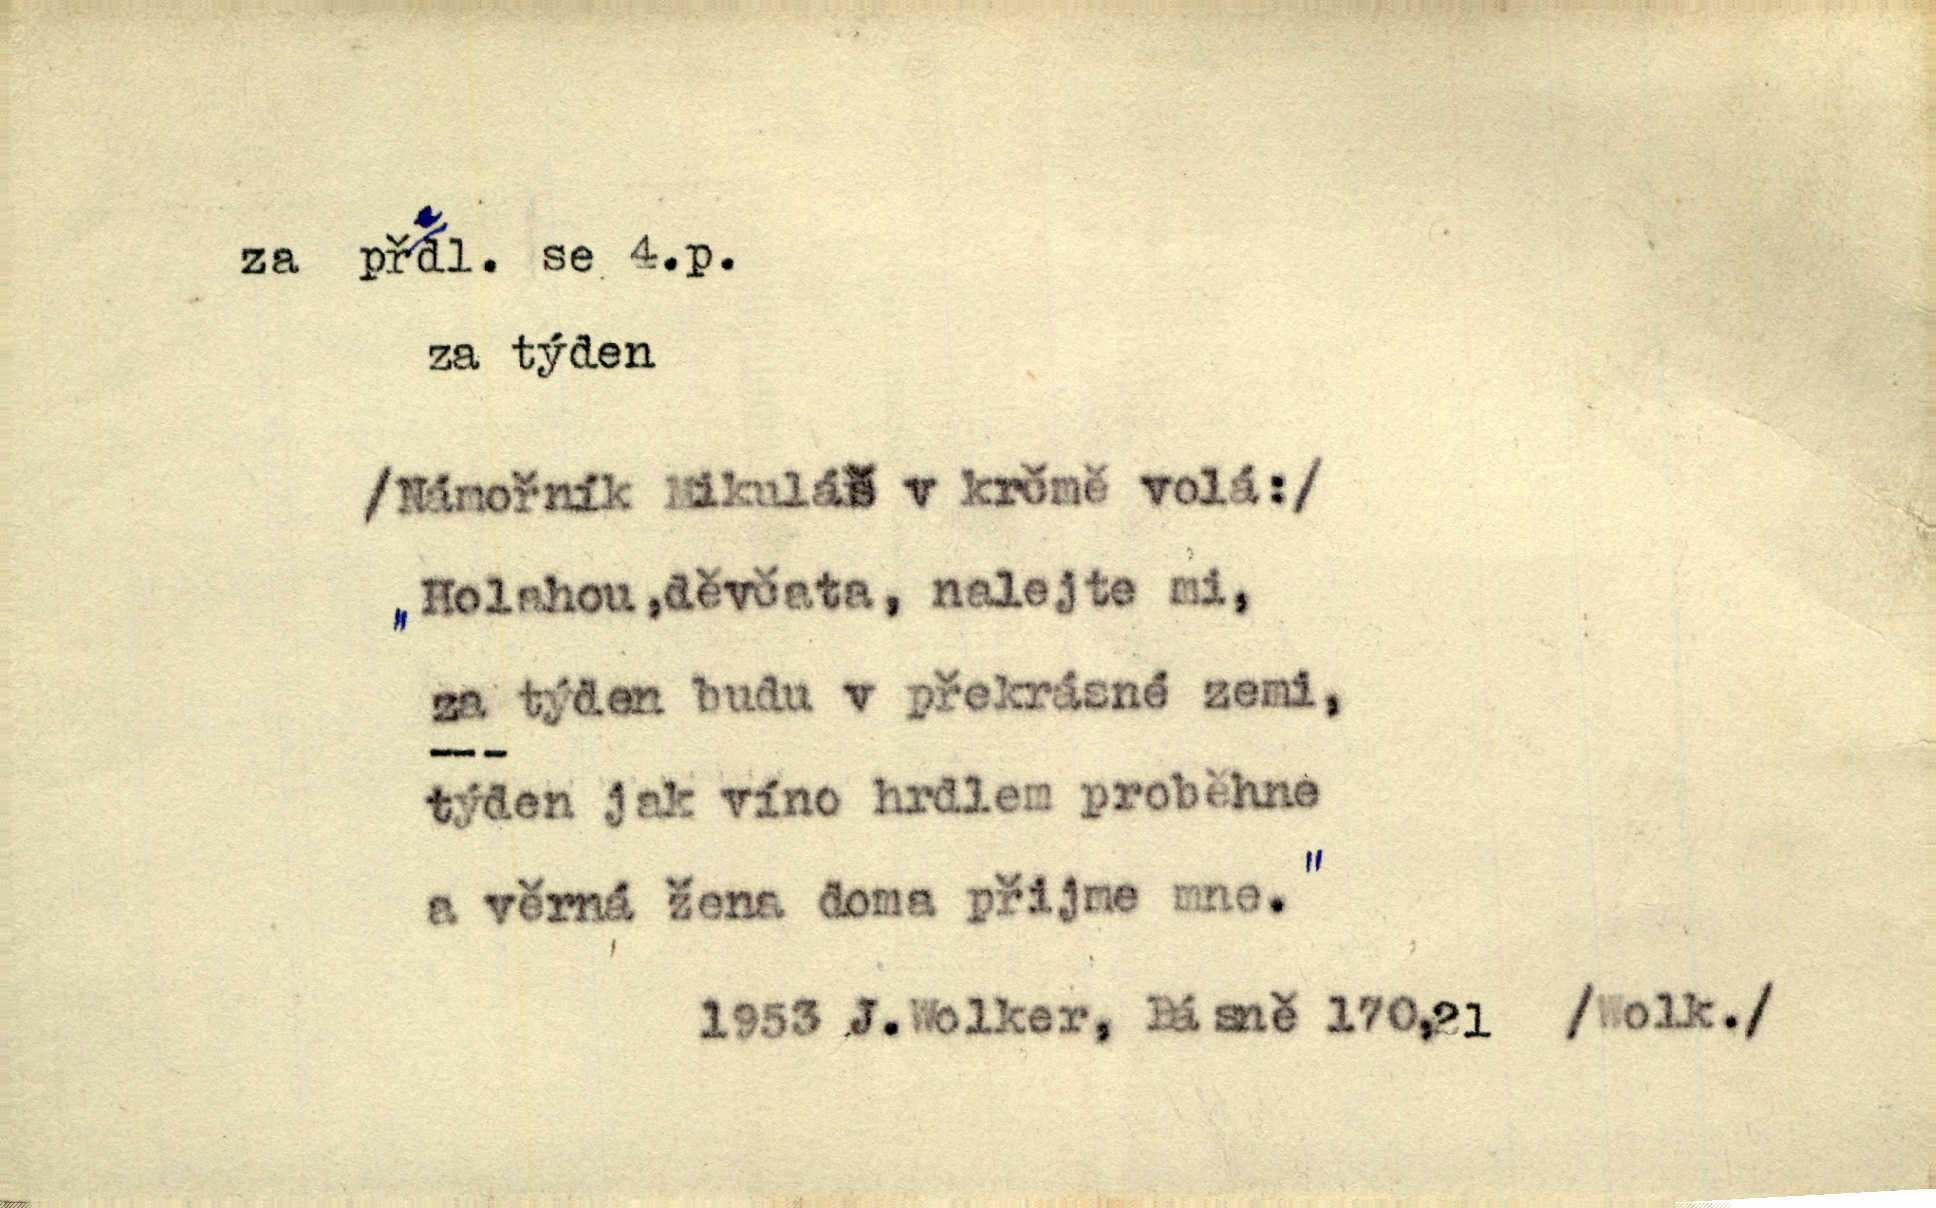 za předl. se 4.p.
za týden
/Námořník Mikuláš v krčmě volá:/
„Holahou,děvčata, nalejte mi,
za týden budu v překrásné zemi,
týden jak víno hrdlem proběhne
a věrná žena doma přijme mne."
1953 J.Wolker, Básně 170,21 /Wolk./